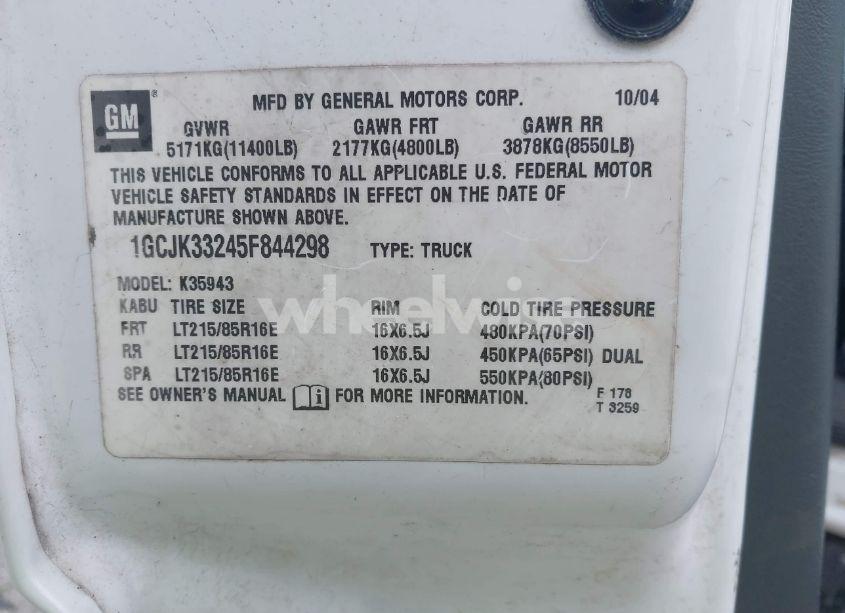 GM ®
MFD BY GENERAL MOTORS CORP. 10/04
GVWR GAWR FRT GAWR RR
5171KG(11400LB) 2177KG(4800LB) 3878KG(8550LB)
THIS VEHICLE CONFORMS TO ALL APPLICABLE U.S. FEDERAL MOTOR
VEHICLE SAFETY STANDARDS IN EFFECT ON THE DATE OF
MANUFACTURE SHOWN ABOVE.
1GCJK33245F844298 TYPE: TRUCK
MODEL: K35943
KABU TIRE SIZE RIM COLD TIRE PRESSURE
FRT LT215/85R16E 16X6.5J 480KPA(70PSI)
RR LT215/85R16E 16X6.5J 450KPA(65PSI) DUAL
SPA LT215/85R16E 16X6.5J 550KPA(80PSI)
SEE OWNER'S MANUAL i FOR MORE INFORMATION.
F 176
T 3259